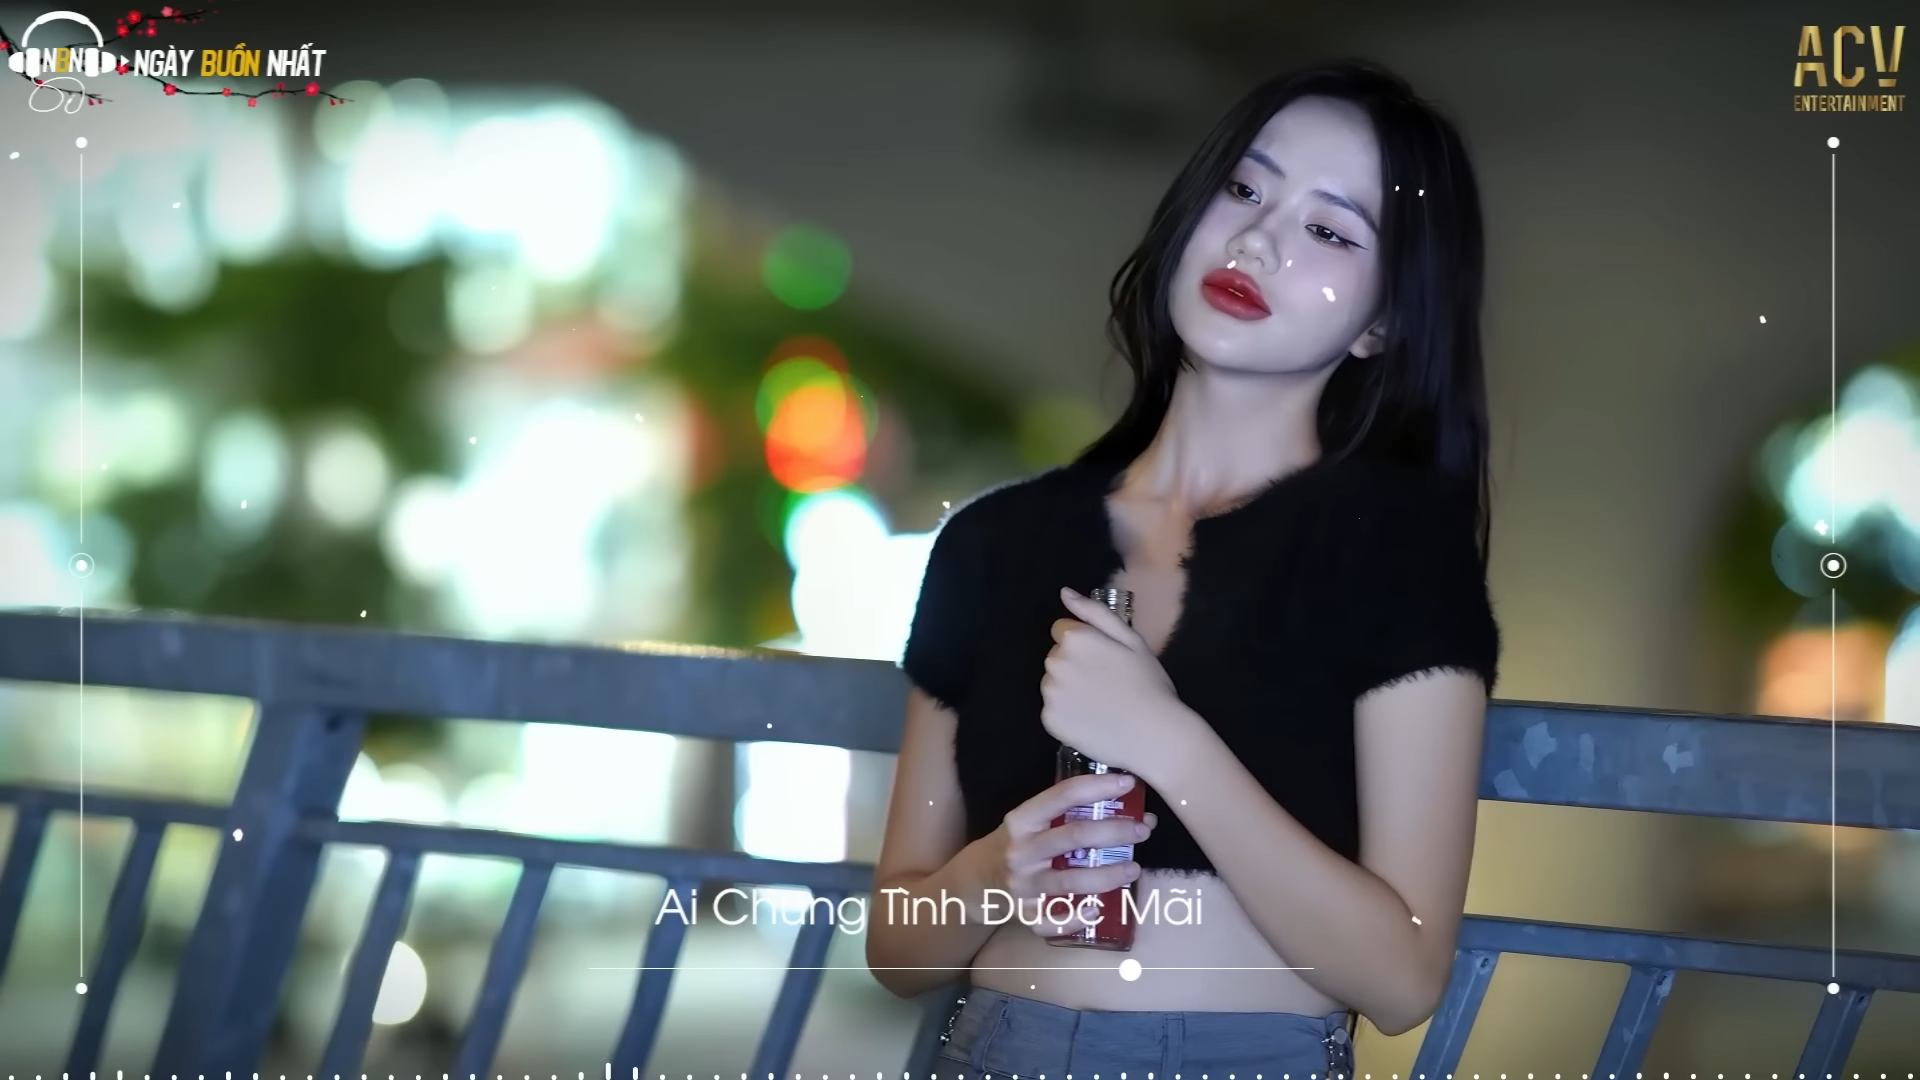 NBN
NGÀY BUỒN NHẤT
ACV
ENTERTAINMENT
Ai Chung Tình Được Mãi